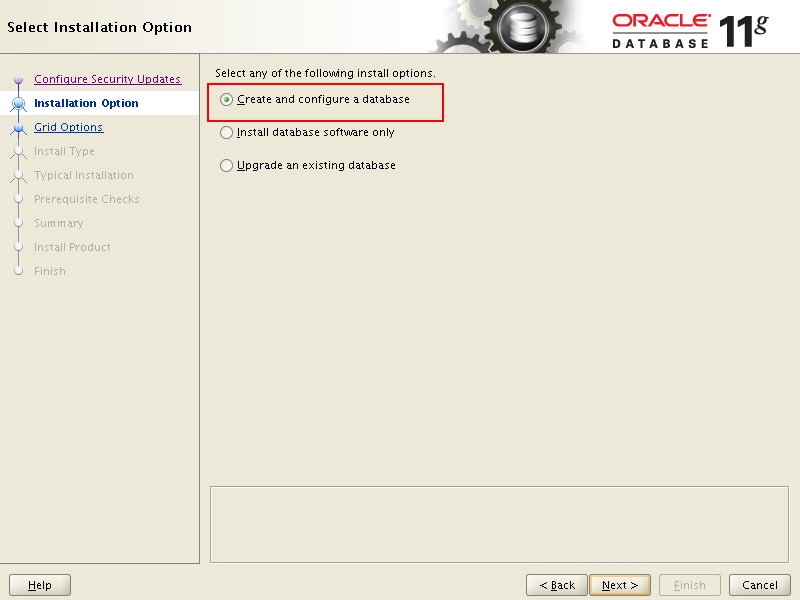 Select Installation Option
ORACLE
DATABASE
11g
Configure Security Updates
Installation Option
Grid Options
Install Type
Typical Installation
Prerequisite Checks
Summary
Install Product
Finish
Select any of the following install options.
Create and configure a database
Install database software only
Upgrade an existing database
Help
< Back
Next >
Finish
Cancel